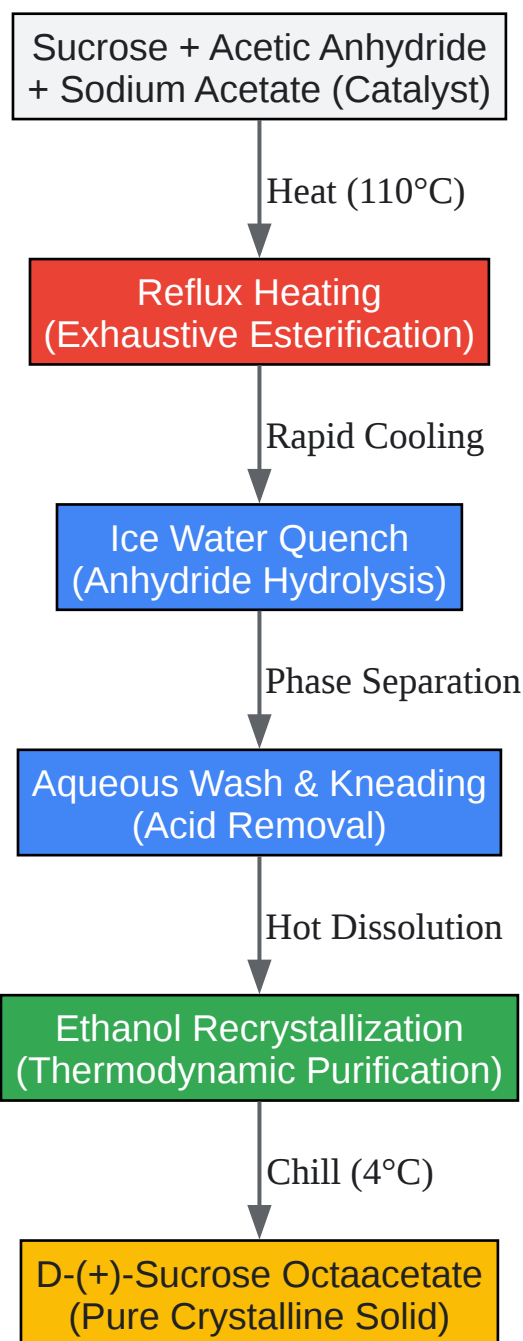 Sucrose + Acetic Anhydride
+ Sodium Acetate (Catalyst)
Heat (110°C)
Reflux Heating
(Exhaustive Esterification)
Rapid Cooling
Ice Water Quench
(Anhydride Hydrolysis)
Phase Separation
Aqueous Wash & Kneading
(Acid Removal)
Hot Dissolution
Ethanol Recrystallization
(Thermodynamic Purification)
Chill (4°C)
D-(+)-Sucrose Octaacetate
(Pure Crystalline Solid)